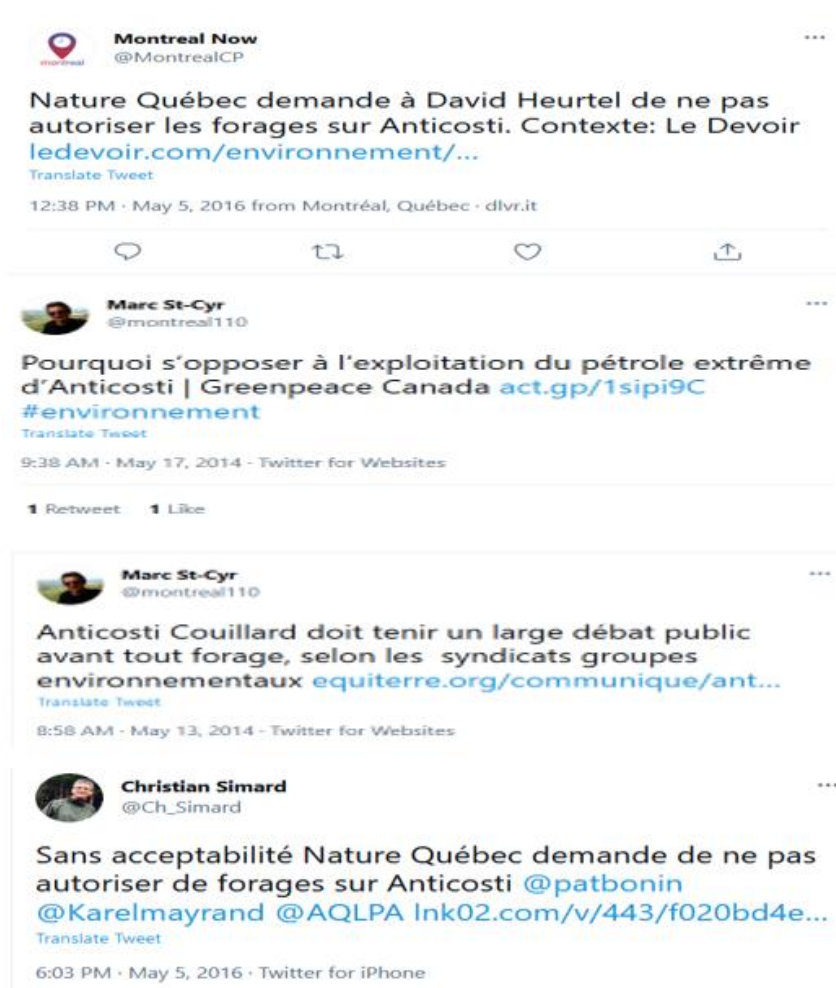 Montreal Now
@MontrealCP
montreal
Nature Québec demande à David Heurtel de ne pas
autoriser les forages sur Anticosti. Contexte: Le Devoir
ledevoir.com/environnement/...
Translate Tweet
12:38 PM · May 5, 2016 from Montréal, Québec · dlvr.it
Marc St-Cyr
@montreal110
Pourquoi s'opposer à l'exploitation du pétrole extrême
d'Anticosti | Greenpeace Canada act.gp/1sipi9C
#environnement
Translate Tweet
9:38 AM · May 17, 2014 · Twitter for Websites
1 Retweet 1 Like
Marc St-Cyr
@montreal110
Anticosti Couillard doit tenir un large débat public
avant tout forage, selon les syndicats groupes
environnementaux equiterre.org/communique/ant...
Translate Tweet
8:58 AM · May 13, 2014 · Twitter for Websites
Christian Simard
@Ch_Simard
Sans acceptabilité Nature Québec demande de ne pas
autoriser de forages sur Anticosti @patbonin
@Karelmayrand @AQLPA lnk02.com/v/443/f020bd4e...
Translate Tweet
6:03 PM · May 5, 2016 · Twitter for iPhone